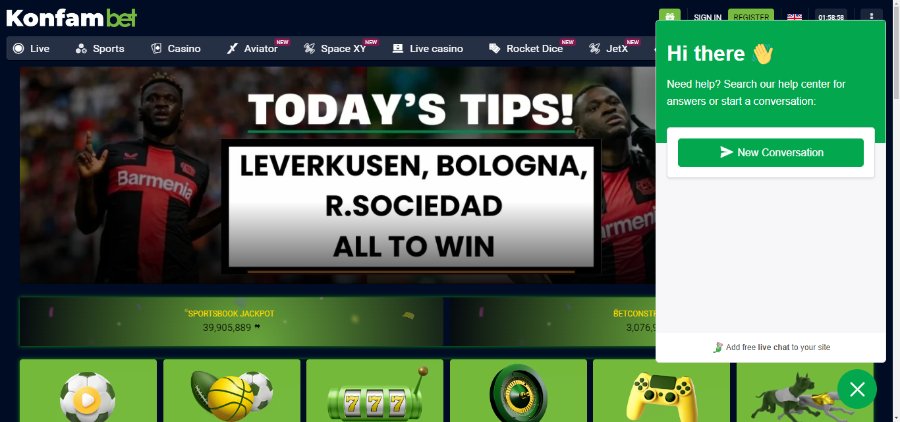 Konfambet
SIGN IN
REGISTER
01:58:58
Live
Sports
Casino
Aviator
NEW
Space XY
NEW
Live casino
Rocket Dice
NEW
JetX
NEW
Hi there 👋
Need help? Search our help center for
answers or start a conversation:
New Conversation
Add free live chat to your site
TODAY'S TIPS!
LEVERKUSEN, BOLOGNA,
R.SOCIEDAD
ALL TO WIN
Barmenia
Barmenia
SPORTSBOOK JACKPOT
39,905,889
BETCONST
3,076,9
777